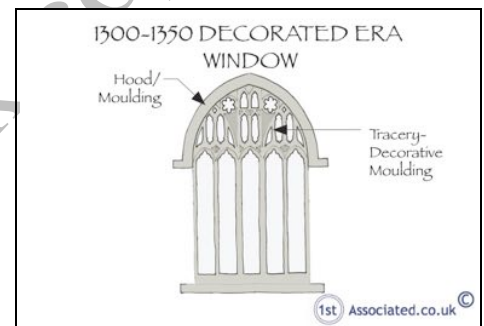 1300-1350 DECORATED ERA
WINDOW
Hood/
Moulding
Tracery-
Decorative
Moulding
1st Associated.co.uk ©